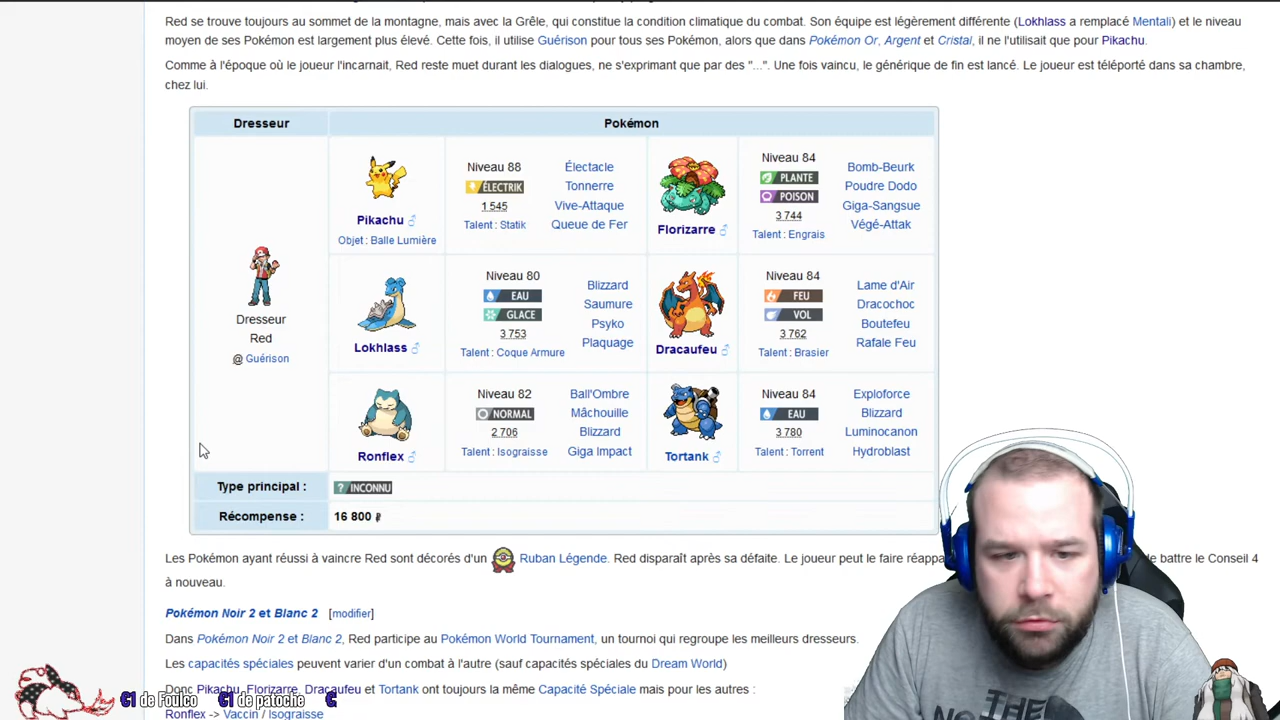 Red se trouve toujours au sommet de la montagne, mais avec la Grêle, qui constitue la condition climatique du combat. Son équipe est légèrement différente (Lokhlass a remplacé Mentali) et le niveau
moyen de ses Pokémon est largement plus élevé. Cette fois, il utilise Guérison pour tous ses Pokémon, alors que dans Pokémon Or, Argent et Cristal, il ne l'utilisait que pour Pikachu.
Comme à l'époque où le joueur l'incarnait, Red reste muet durant les dialogues, ne s'exprimant que par des "...". Une fois vaincu, le générique de fin est lancé. Le joueur est téléporté dans sa chambre,
chez lui.
Dresseur Pokémon
Dresseur
Red
@ Guérison
Pikachu ♂
Objet : Balle Lumière
Niveau 88
ÉLECTRIK
1 545
Talent : Statik
Électacle
Tonnerre
Vive-Attaque
Queue de Fer
Florizarre ♂
Niveau 84
PLANTE
POISON
3 744
Talent : Engrais
Bomb-Beurk
Poudre Dodo
Giga-Sangsue
Végé-Attak
Lokhlass ♂
Niveau 80
EAU
GLACE
3 753
Talent : Coque Armure
Blizzard
Saumure
Psyko
Plaquage
Dracaufeu ♂
Niveau 84
FEU
VOL
3 762
Talent : Brasier
Lame d'Air
Dracochoc
Boutefeu
Rafale Feu
Ronflex ♂
Niveau 82
NORMAL
2 706
Talent : Isograisse
Ball'Ombre
Mâchouille
Blizzard
Giga Impact
Tortank ♂
Niveau 84
EAU
3 780
Talent : Torrent
Exploforce
Blizzard
Luminocanon
Hydroblast
Type principal : ? INCONNU
Récompense : 16 800 ₽
Les Pokémon ayant réussi à vaincre Red sont décorés d'un Ruban Légende. Red disparaît après sa défaite. Le joueur peut le faire réappa e battre le Conseil 4
à nouveau.
Pokémon Noir 2 et Blanc 2 [modifier]
Dans Pokémon Noir 2 et Blanc 2, Red participe au Pokémon World Tournament, un tournoi qui regroupe les meilleurs dresseurs.
Les capacités spéciales peuvent varier d'un combat à l'autre (sauf capacités spéciales du Dream World)
Donc Pikachu, Florizarre, Dracaufeu et Tortank ont toujours la même Capacité Spéciale mais pour les autres :
G1 de Foulco G1 de patoche G
Ronflex -> Vaccin / Isograisse
THE
NO